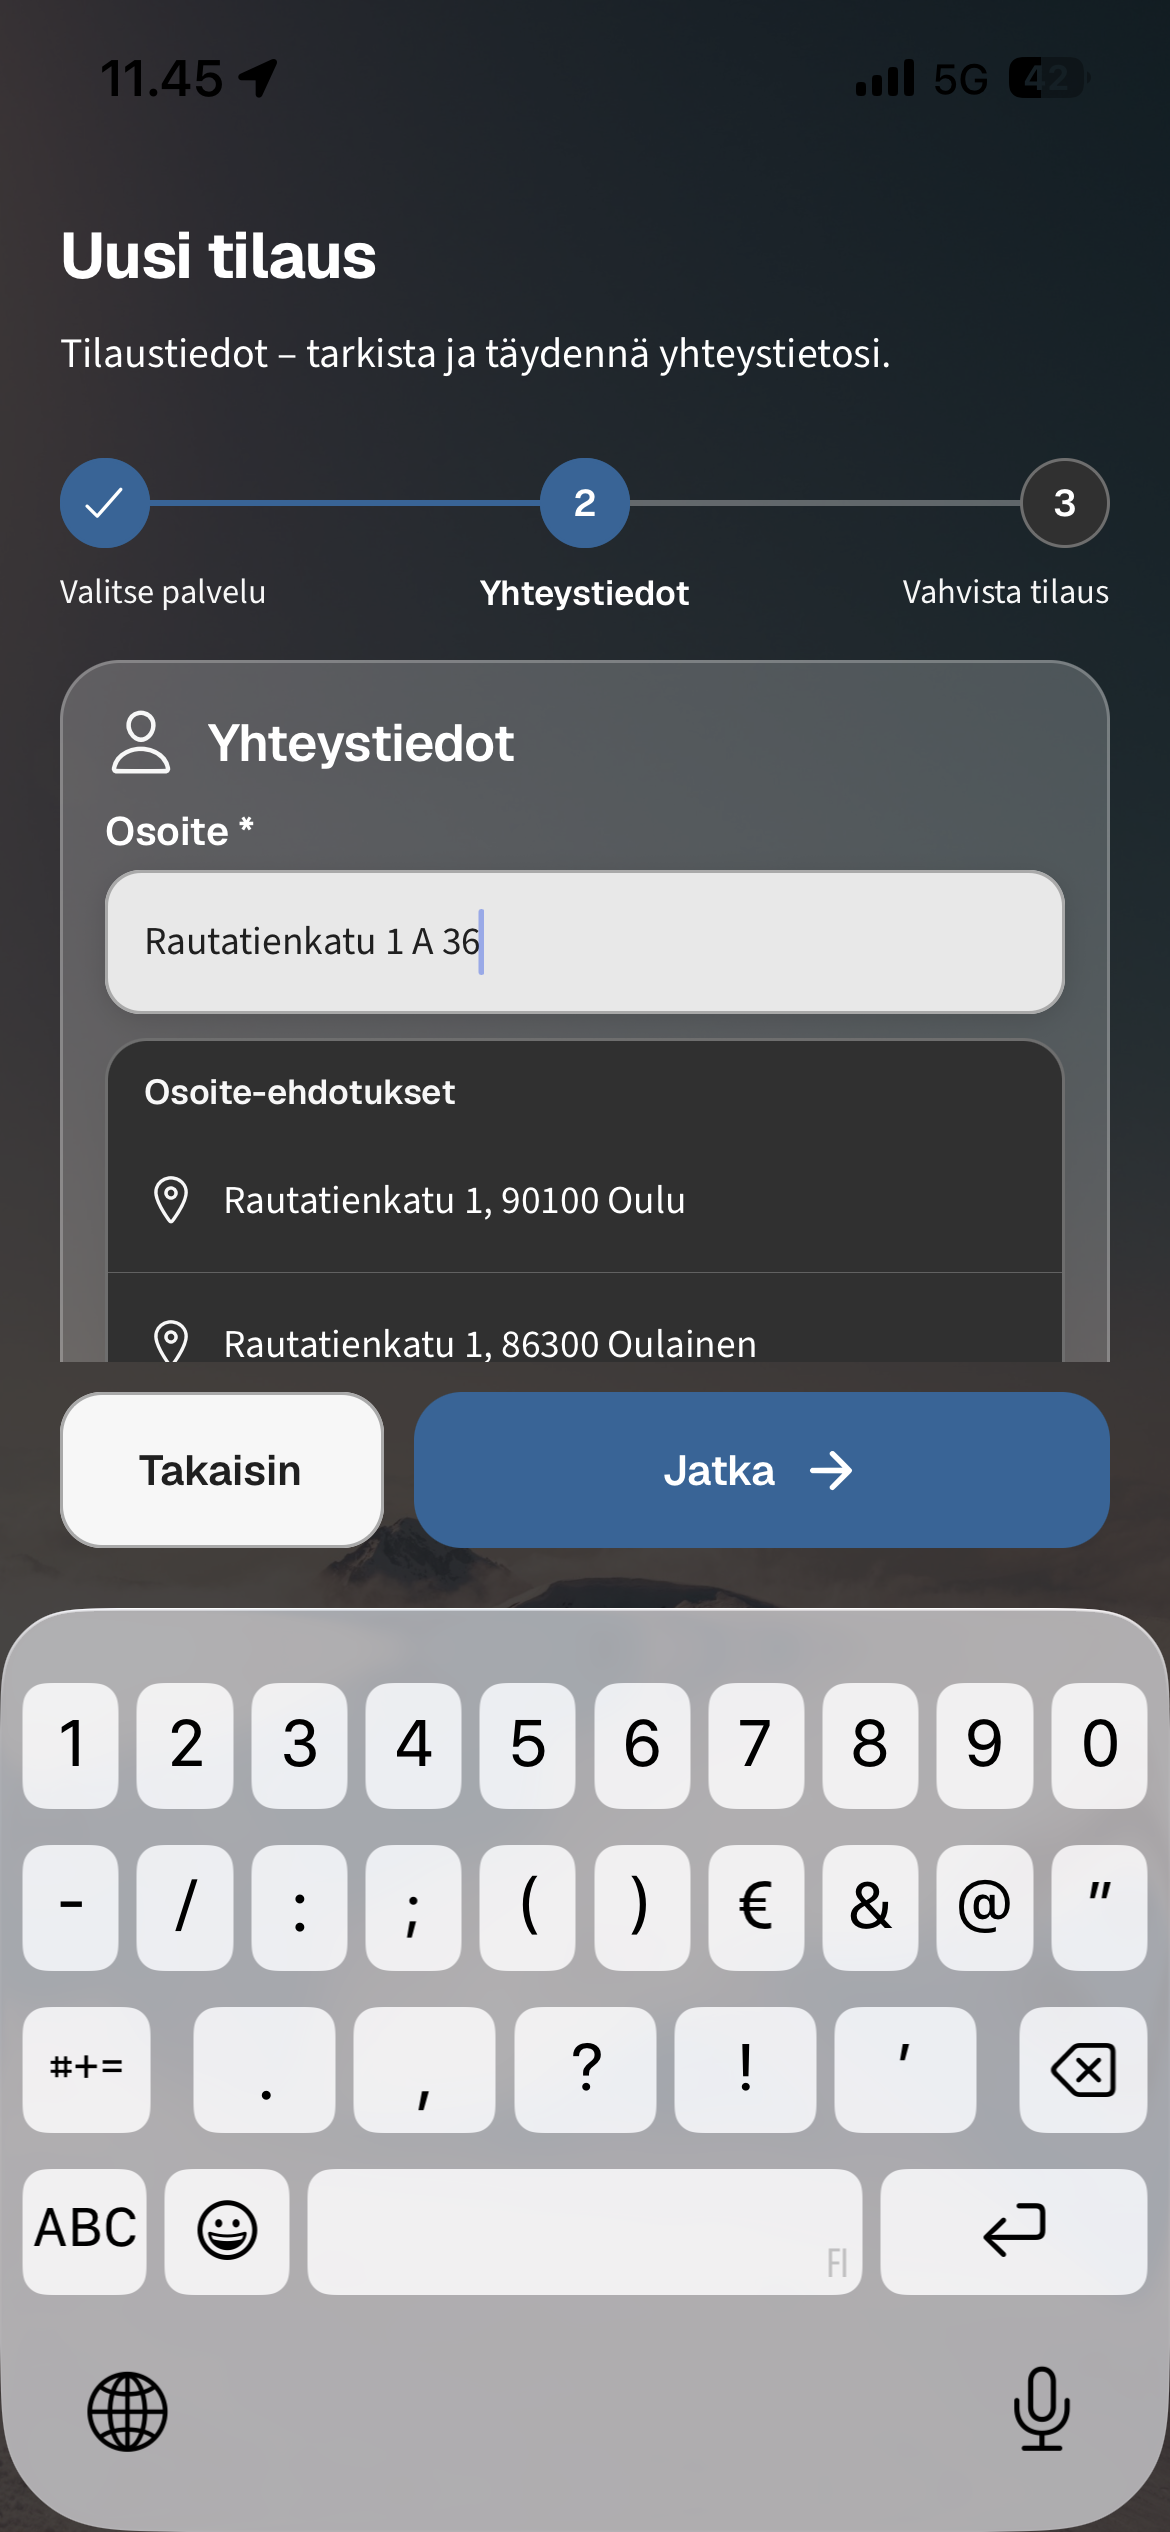 11.45 5G 42
Uusi tilaus
Tilaustiedot – tarkista ja täydennä yhteystietosi.
2 3
Valitse palvelu Yhteystiedot Vahvista tilaus
Yhteystiedot
Osoite *
Rautatienkatu 1 A 36
Osoite-ehdotukset
Rautatienkatu 1, 90100 Oulu
Rautatienkatu 1, 86300 Oulainen
Takaisin Jatka →
1 2 3 4 5 6 7 8 9 0
- / : ; ( ) € & @ "
#+= . , ? ! '
ABC FI